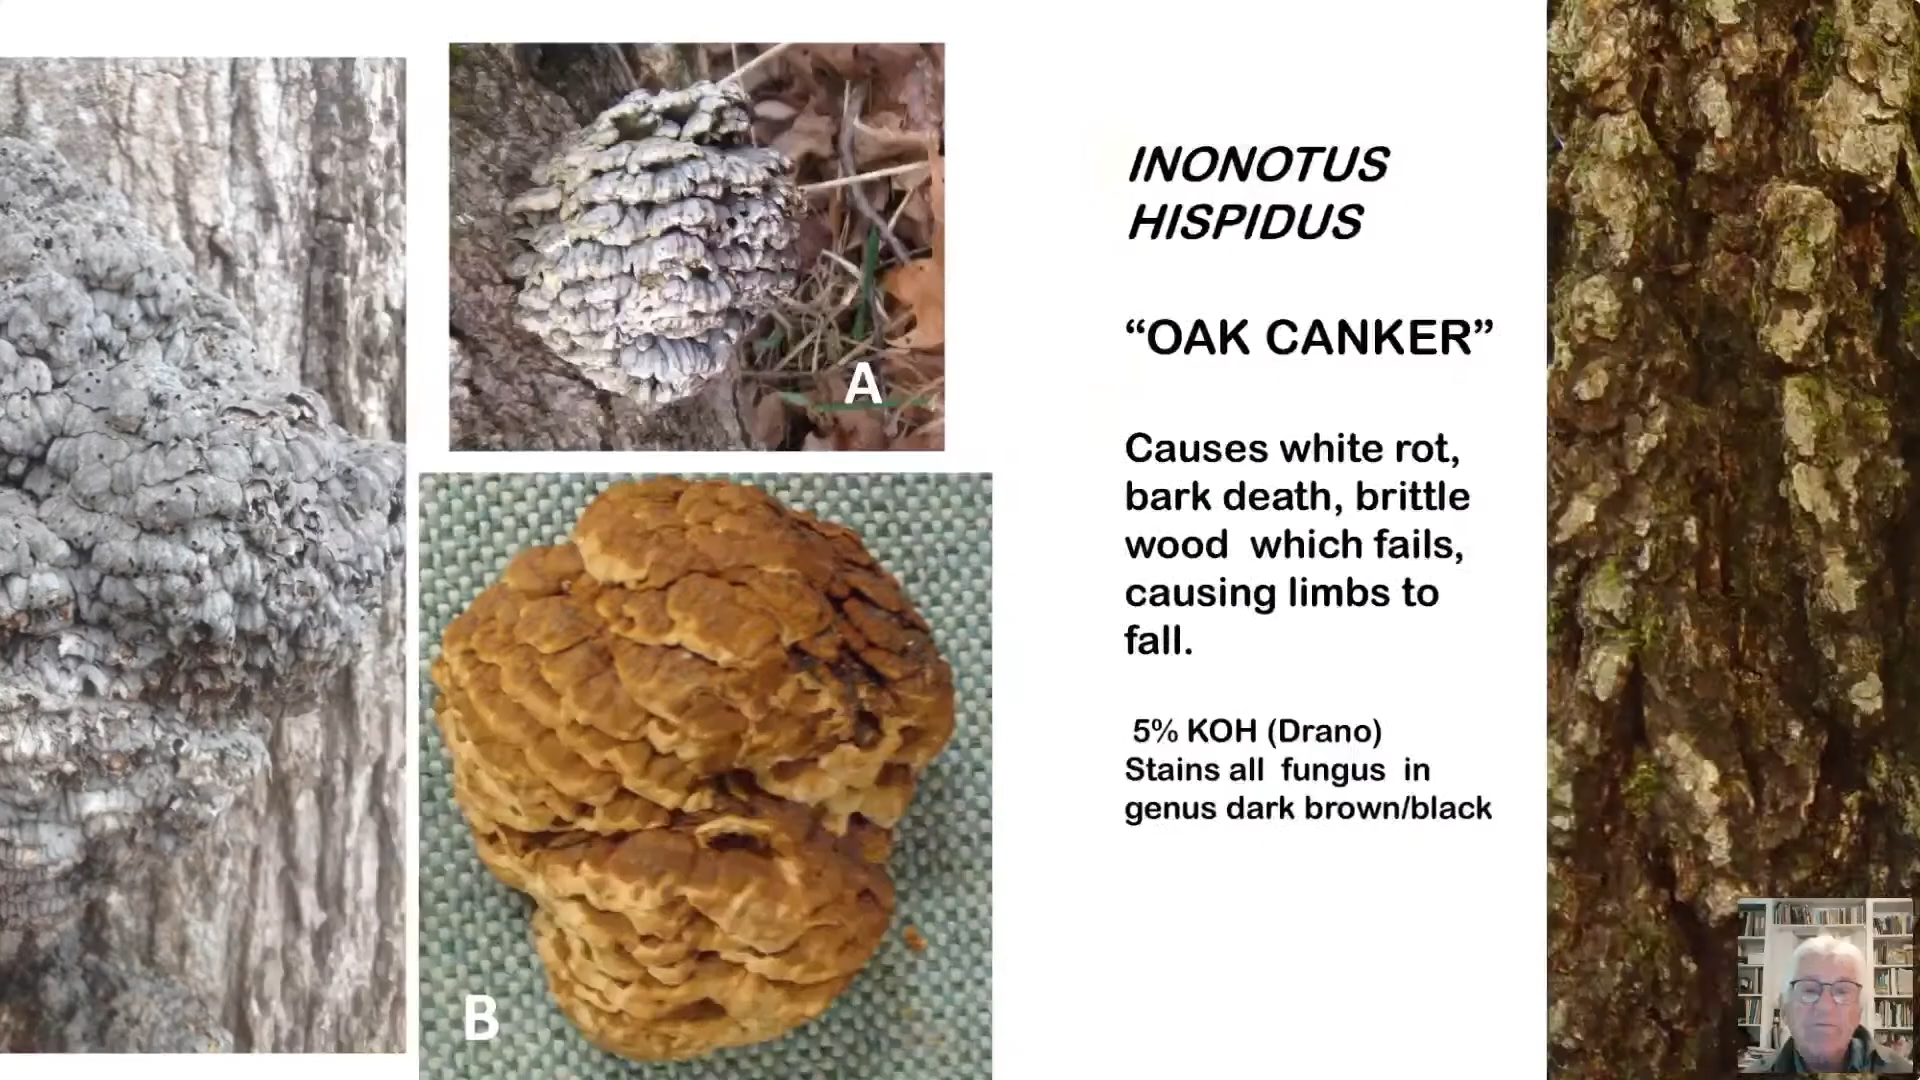 INONOTUS
HISPIDUS
“OAK CANKER”
Causes white rot,
bark death, brittle
wood which fails,
causing limbs to
fall.
5% KOH (Drano)
Stains all fungus in
genus dark brown/black
A
B